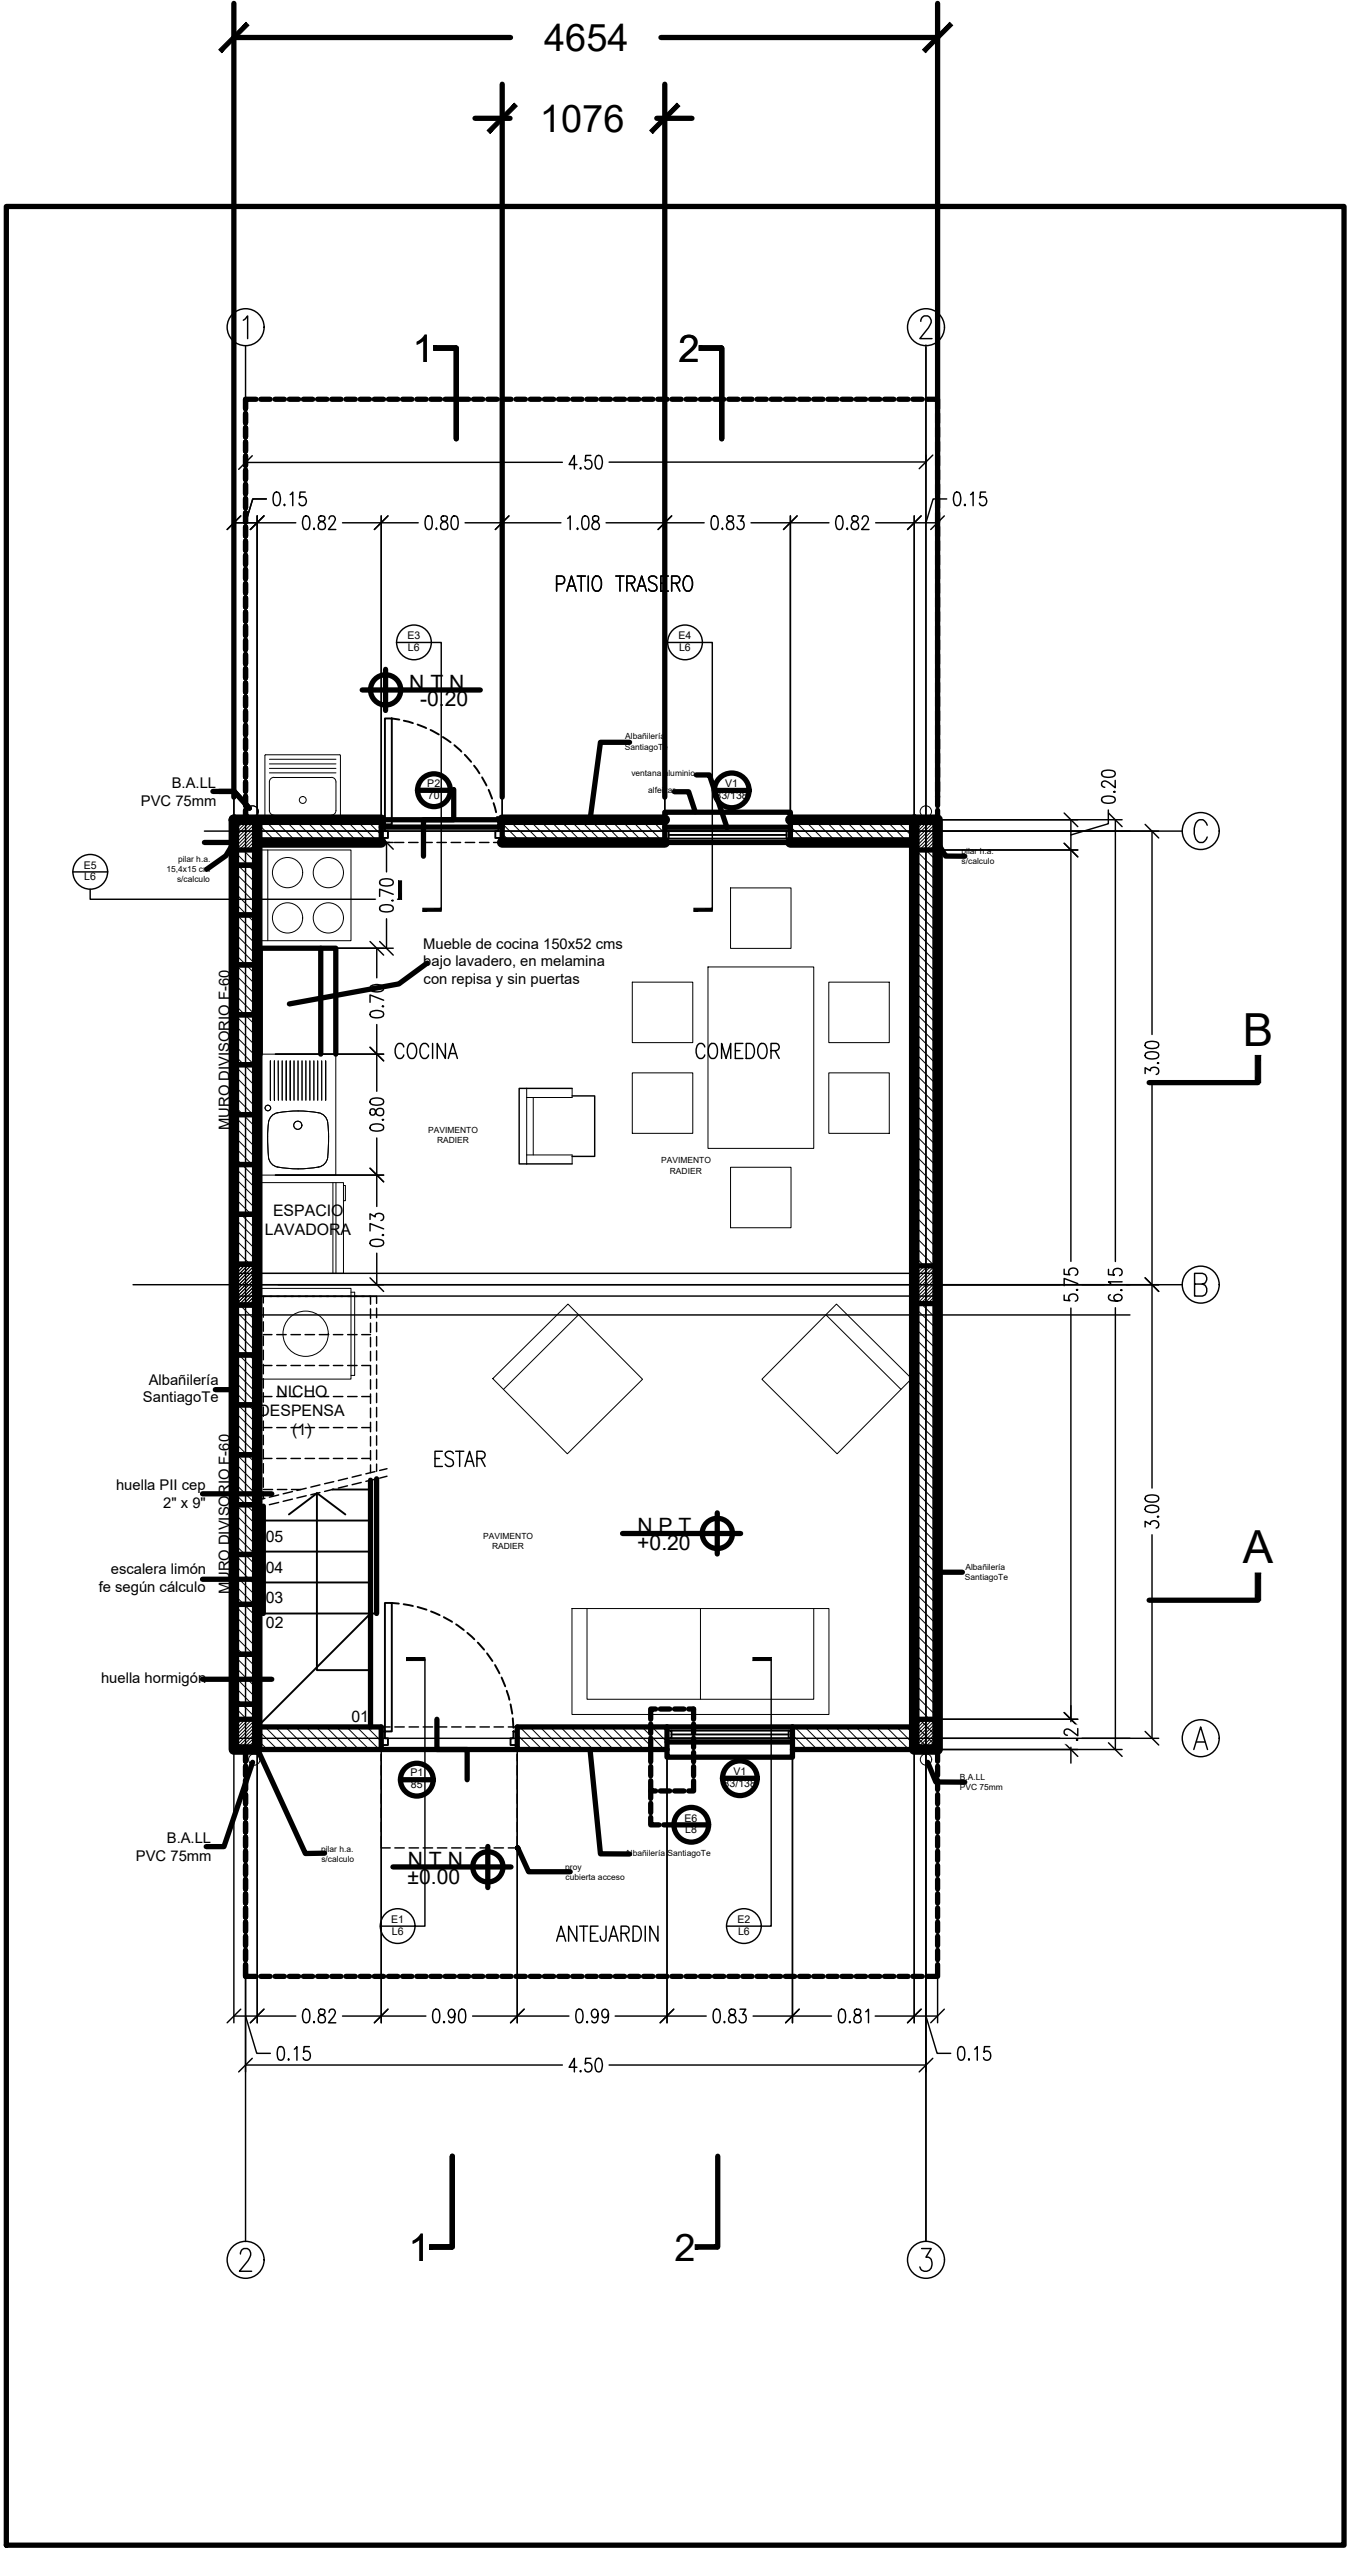 4654
1076
1
2
1
2
4.50
0.15
0.15
0.82
0.80
1.08
0.83
0.82
PATIO TRASERO
E3
L6
E4
L6
N T N
-0.20
Albañilería
SantiagoTe
ventana aluminio
V1
83/138
P2
70
B.A.LL
PVC 75mm
0.20
C
pilar h.a.
15,4x15 cm
s/calculo
pilar h.a.
s/calculo
E5
L6
0.70
Mueble de cocina 150x52 cms
bajo lavadero, en melamina
con repisa y sin puertas
0.70
MURO DIVISORIO F-60
COCINA
COMEDOR
3.00
B
0.80
PAVIMENTO
RADIER
PAVIMENTO
RADIER
ESPACIO
LAVADORA
0.73
5.75
6.15
B
Albañilería
SantiagoTe
NICHO
DESPENSA
(1)
ESTAR
MURO DIVISORIO F-60
huella PII cep
2" x 9"
05
04
03
02
01
PAVIMENTO
RADIER
N P T
+0.20
3.00
A
escalera limón
fe según cálculo
Albañilería
SantiagoTe
huella hormigón
A
P1
85
V1
83/138
B.A.LL
PVC 75mm
E6
L8
B.A.LL
PVC 75mm
pilar h.a.
s/calculo
Albañilería SantiagoTe
N T N
±0.00
proy
cubierta acceso
E1
L6
E2
L6
ANTEJARDIN
0.82
0.90
0.99
0.83
0.81
0.15
0.15
4.50
1
2
2
3